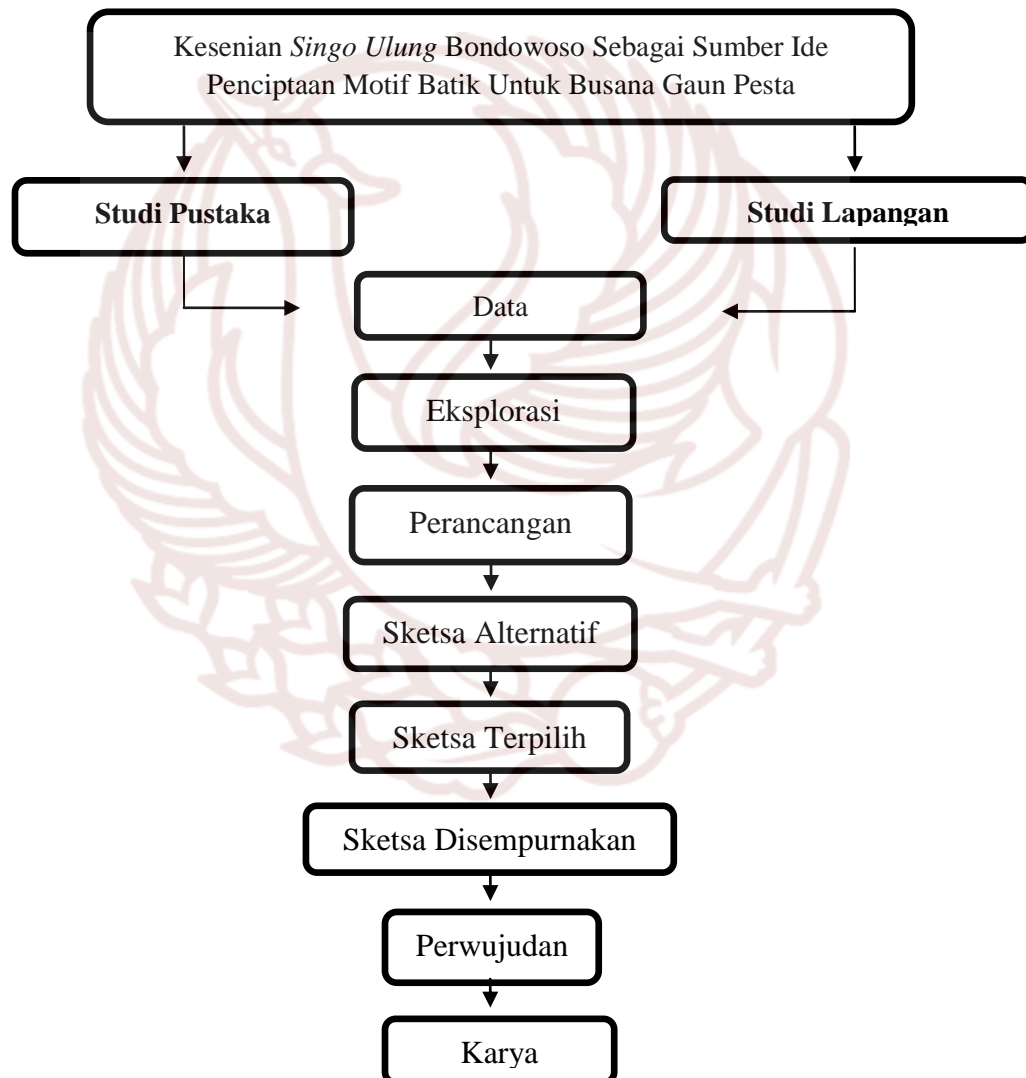 Kesenian Singo Ulung Bondowoso Sebagai Sumber Ide
Penciptaan Motif Batik Untuk Busana Gaun Pesta
Studi Pustaka
Studi Lapangan
Data
Eksplorasi
Perancangan
Sketsa Alternatif
Sketsa Terpilih
Sketsa Disempurnakan
Perwujudan
Karya